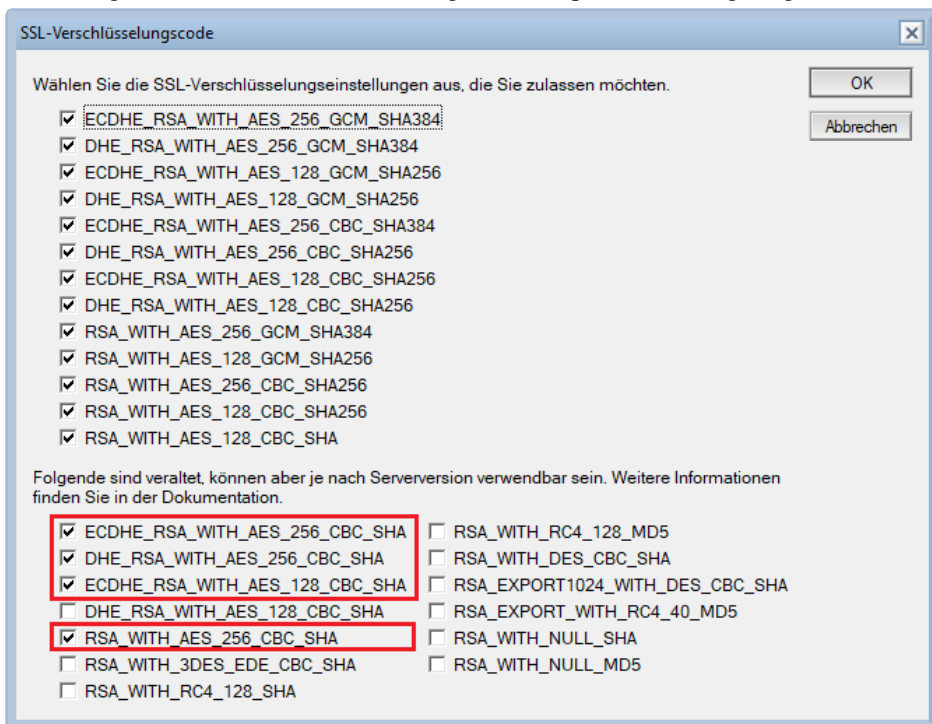 SSL-Verschlüsselungscode
Wählen Sie die SSL-Verschlüsselungseinstellungen aus, die Sie zulassen möchten.
OK
Abbrechen
ECDHE_RSA_WITH_AES_256_GCM_SHA384
DHE_RSA_WITH_AES_256_GCM_SHA384
ECDHE_RSA_WITH_AES_128_GCM_SHA256
DHE_RSA_WITH_AES_128_GCM_SHA256
ECDHE_RSA_WITH_AES_256_CBC_SHA384
DHE_RSA_WITH_AES_256_CBC_SHA256
ECDHE_RSA_WITH_AES_128_CBC_SHA256
DHE_RSA_WITH_AES_128_CBC_SHA256
RSA_WITH_AES_256_GCM_SHA384
RSA_WITH_AES_128_GCM_SHA256
RSA_WITH_AES_256_CBC_SHA256
RSA_WITH_AES_128_CBC_SHA256
RSA_WITH_AES_128_CBC_SHA
Folgende sind veraltet, können aber je nach Serverversion verwendbar sein. Weitere Informationen
finden Sie in der Dokumentation.
ECDHE_RSA_WITH_AES_256_CBC_SHA
DHE_RSA_WITH_AES_256_CBC_SHA
ECDHE_RSA_WITH_AES_128_CBC_SHA
DHE_RSA_WITH_AES_128_CBC_SHA
RSA_WITH_AES_256_CBC_SHA
RSA_WITH_3DES_EDE_CBC_SHA
RSA_WITH_RC4_128_SHA
RSA_WITH_RC4_128_MD5
RSA_WITH_DES_CBC_SHA
RSA_EXPORT1024_WITH_DES_CBC_SHA
RSA_EXPORT_WITH_RC4_40_MD5
RSA_WITH_NULL_SHA
RSA_WITH_NULL_MD5